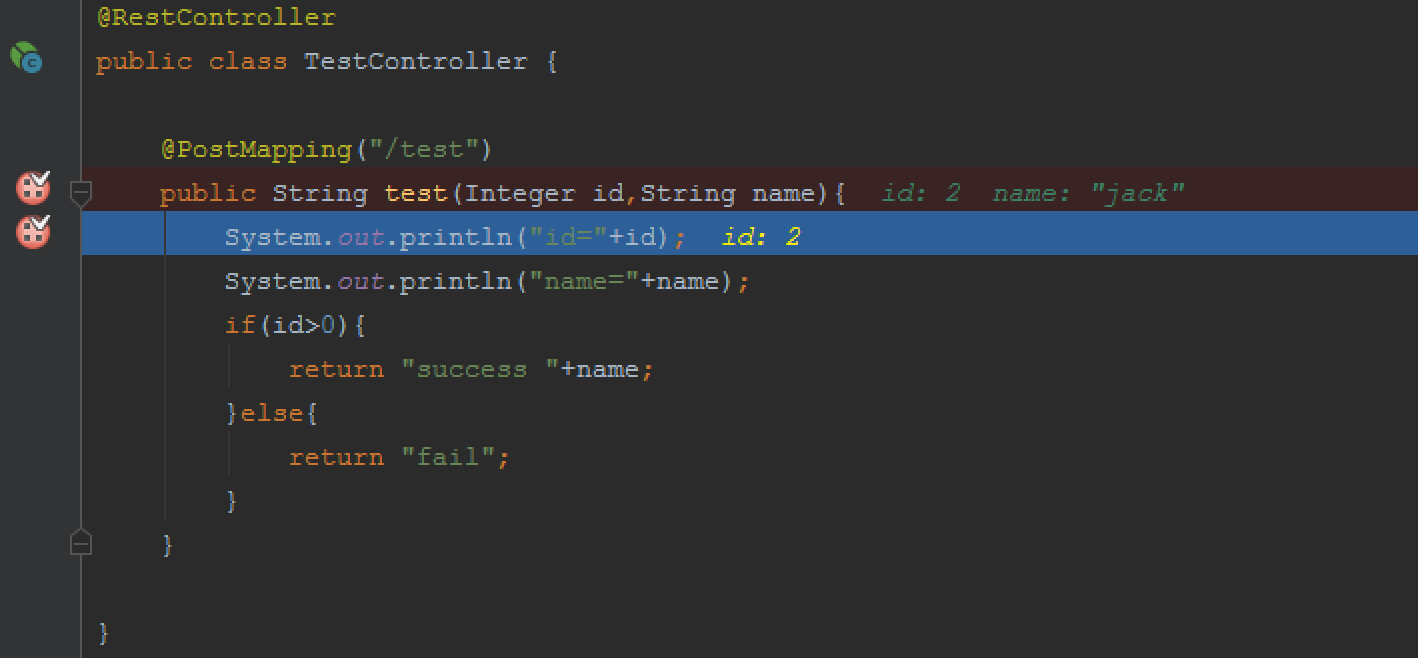 @RestController
public class TestController {
@PostMapping("/test")
public String test(Integer id,String name){  id: 2  name: "jack"
System.out.println("id="+id);  id: 2
System.out.println("name="+name);
if(id>0){
return "success "+name;
}else{
return "fail";
}
}
}